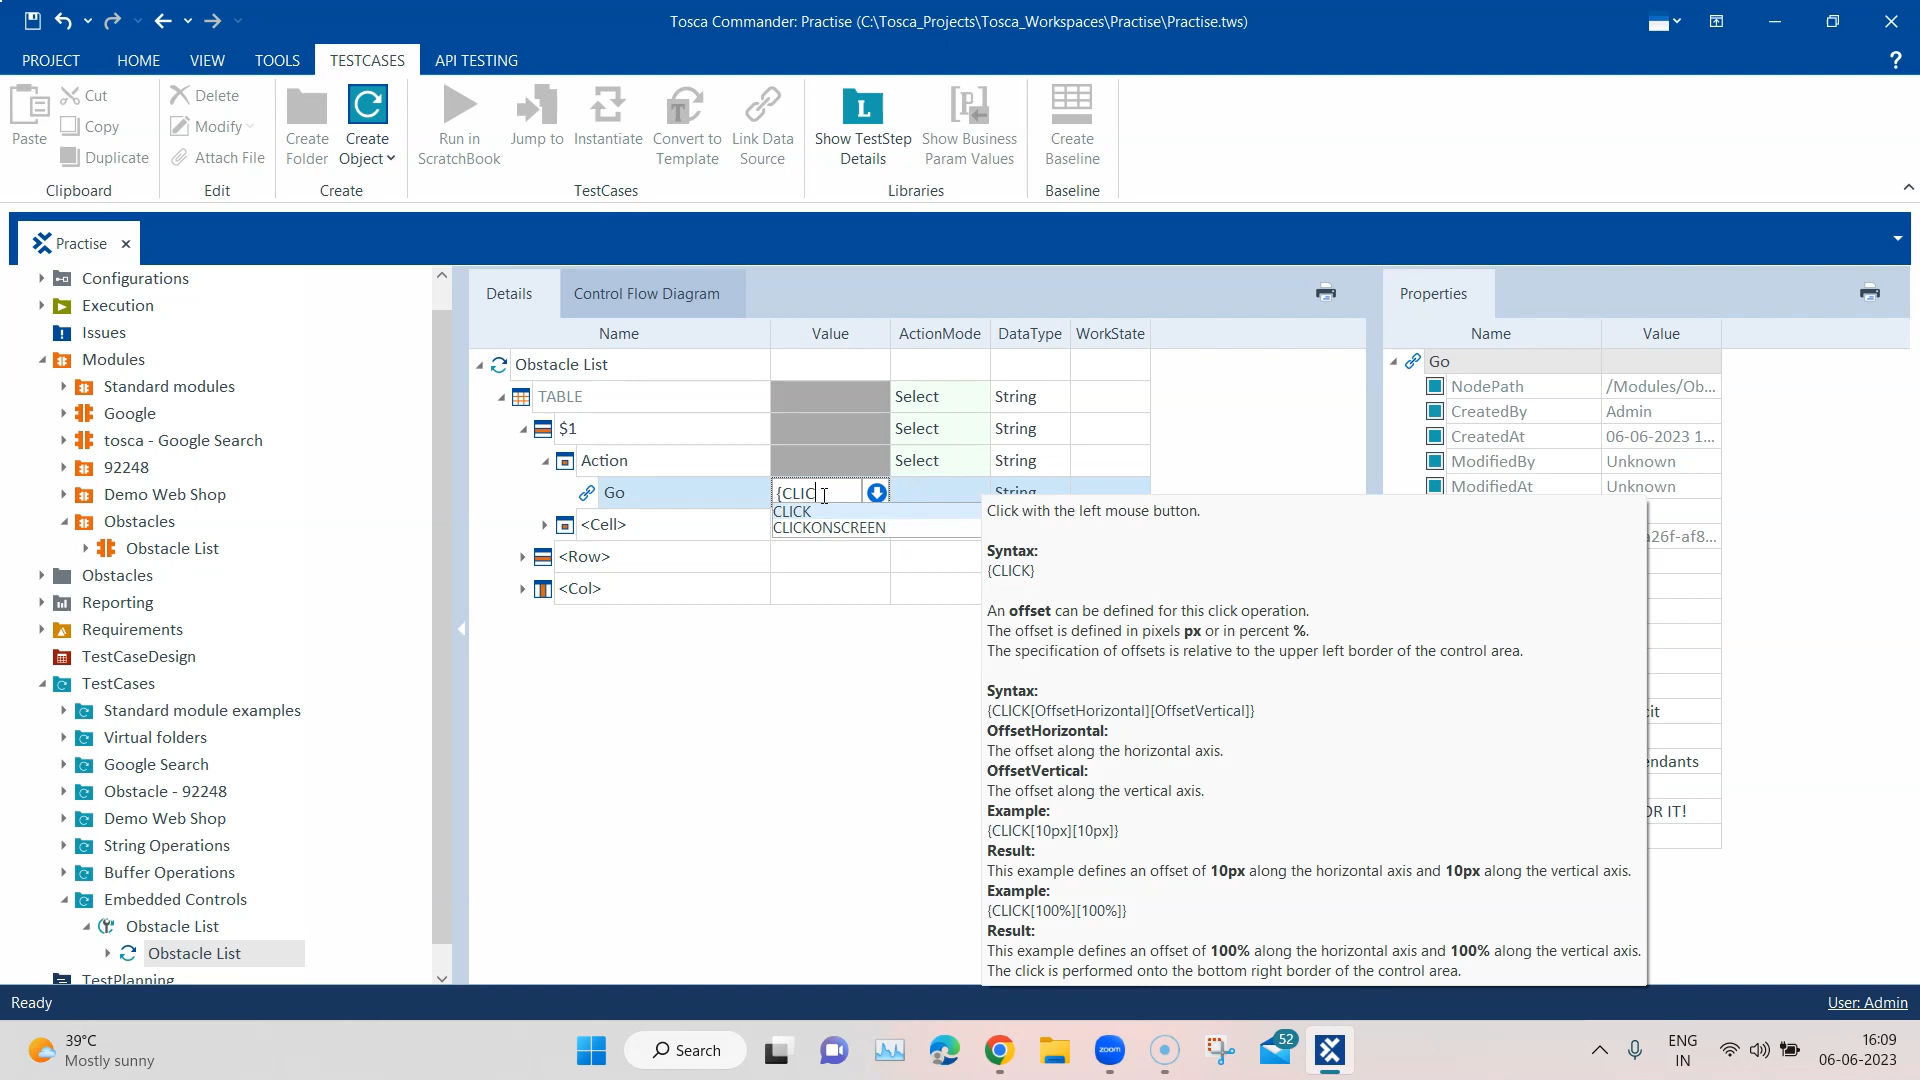 Tosca Commander: Practise (C:\Tosca_Projects\Tosca_Workspaces\Practise\Practise.tws)
PROJECT HOME VIEW TOOLS TESTCASES API TESTING ?
Paste Cut Copy Duplicate
Clipboard
Delete Modify Attach File
Edit
Create Folder Create Object
Create
Run in ScratchBook Jump to Instantiate Convert to Template Link Data Source
TestCases
Show TestStep Details Show Business Param Values
Libraries
Create Baseline
Baseline
Practise
Configurations
Execution
Issues
Modules
Standard modules
Google
tosca - Google Search
92248
Demo Web Shop
Obstacles
Obstacle List
Obstacles
Reporting
Requirements
TestCaseDesign
TestCases
Standard module examples
Virtual folders
Google Search
Obstacle - 92248
Demo Web Shop
String Operations
Buffer Operations
Embedded Controls
Obstacle List
Obstacle List
TestPlanning
Details Control Flow Diagram
Name Value ActionMode DataType WorkState
Obstacle List
TABLE Select String
$1 Select String
Action Select String
Go {CLIC String
<Cell>
<Row>
<Col>
CLICK
CLICKONSCREEN
Click with the left mouse button.
Syntax:
{CLICK}
An offset can be defined for this click operation.
The offset is defined in pixels px or in percent %.
The specification of offsets is relative to the upper left border of the control area.
Syntax:
{CLICK[OffsetHorizontal][OffsetVertical]}
OffsetHorizontal:
The offset along the horizontal axis.
OffsetVertical:
The offset along the vertical axis.
Example:
{CLICK[10px][10px]}
Result:
This example defines an offset of 10px along the horizontal axis and 10px along the vertical axis.
Example:
{CLICK[100%][100%]}
Result:
This example defines an offset of 100% along the horizontal axis and 100% along the vertical axis.
The click is performed onto the bottom right border of the control area.
Properties
Name Value
Go
NodePath /Modules/Ob...
CreatedBy Admin
CreatedAt 06-06-2023 1...
ModifiedBy Unknown
ModifiedAt Unknown
a26f-af8...
cit
endants
OR IT!
Ready
User: Admin
39°C
Mostly sunny
Search
zoom
52
ENG
IN
16:09
06-06-2023